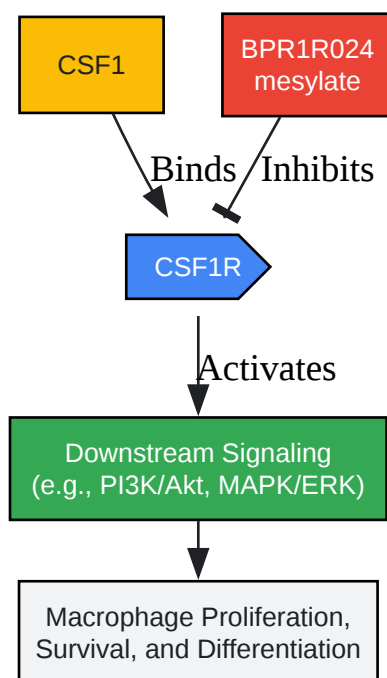 CSF1
BPR1R024
mesylate
Binds
Inhibits
CSF1R
Activates
Downstream Signaling
(e.g., PI3K/Akt, MAPK/ERK)
Macrophage Proliferation,
Survival, and Differentiation